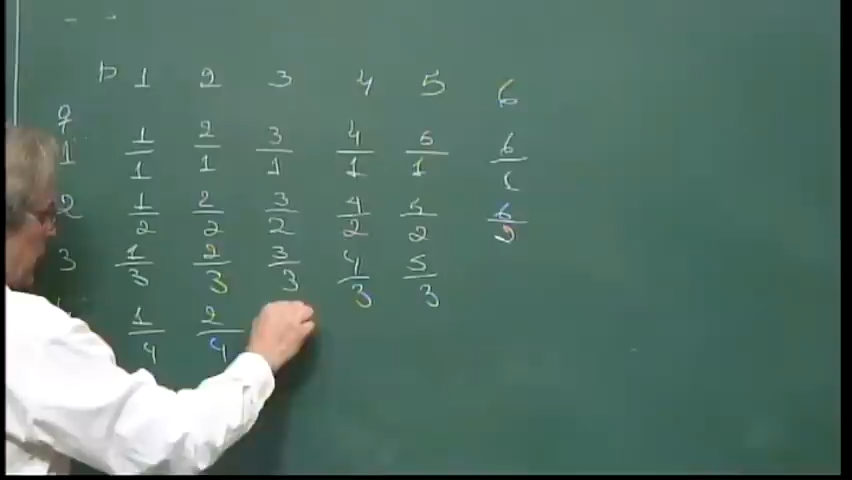 p 1 2 3 4 5 6
q
1 1/1 2/1 3/1 4/1 5/1 6/1
2 1/2 2/2 3/2 4/2 5/2 6/2
3 1/3 2/3 3/3 4/3 5/3
1/4 2/4